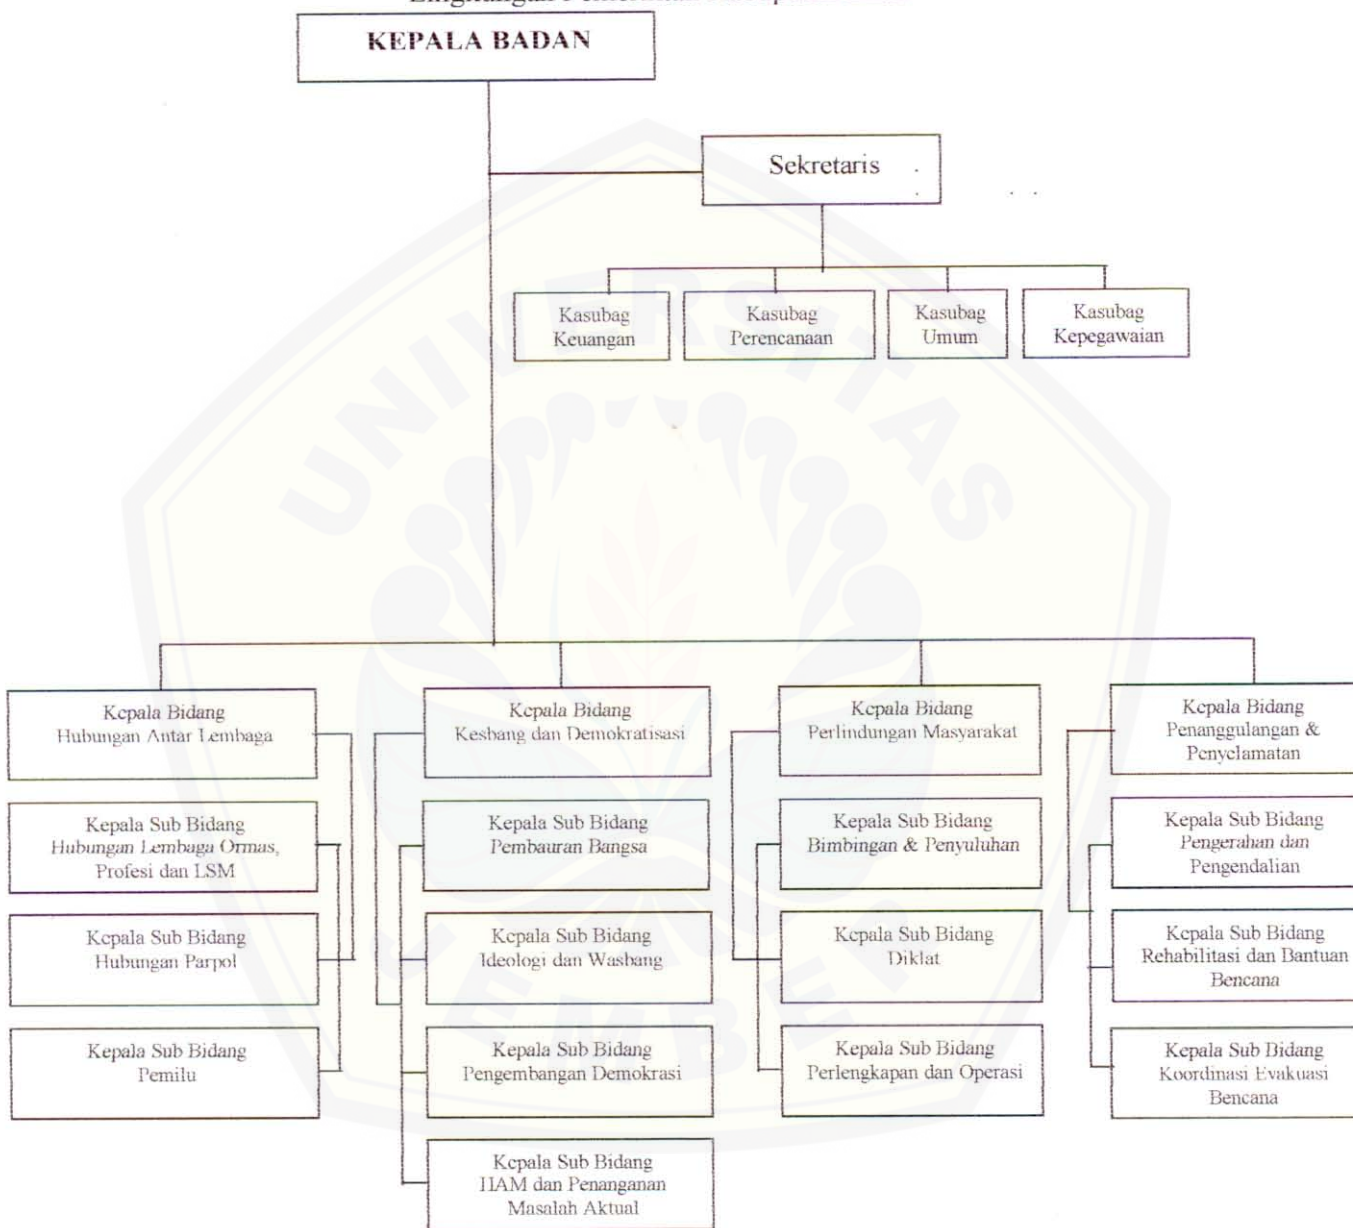 KEPALA BADAN
Sekretaris
Kasubag
Keuangan
Kasubag
Perencanaan
Kasubag
Umum
Kasubag
Kepegawaian
Kepala Bidang
Hubungan Antar Lembaga
Kepala Sub Bidang
Hubungan Lembaga Ormas,
Profesi dan LSM
Kepala Sub Bidang
Hubungan Parpol
Kepala Sub Bidang
Pemilu
Kepala Bidang
Kesbang dan Demokratisasi
Kepala Sub Bidang
Pembauran Bangsa
Kepala Sub Bidang
Ideologi dan Wasbang
Kepala Sub Bidang
Pengembangan Demokrasi
Kepala Sub Bidang
HAM dan Penanganan
Masalah Aktual
Kepala Bidang
Perlindungan Masyarakat
Kepala Sub Bidang
Bimbingan & Penyuluhan
Kepala Sub Bidang
Diklat
Kepala Sub Bidang
Perlengkapan dan Operasi
Kepala Bidang
Penanggulangan &
Penyelamatan
Kepala Sub Bidang
Pengerahan dan
Pengendalian
Kepala Sub Bidang
Rehabilitasi dan Bantuan
Bencana
Kepala Sub Bidang
Koordinasi Evakuasi
Bencana
UNIVERSITAS
JEMBER